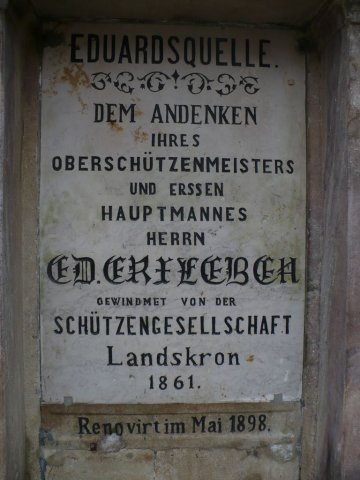 EDUARDSQUELLE.
DEM ANDENKEN
IHRES
OBERSCHÜTZENMEISTERS
UND ERSSEN
HAUPTMANNES
HERRN
ED. ERXLEBEN
GEWINDMET VON DER
SCHÜTZENGESELLSCHAFT
Landskron
1861.
Renovirt im Mai 1898.